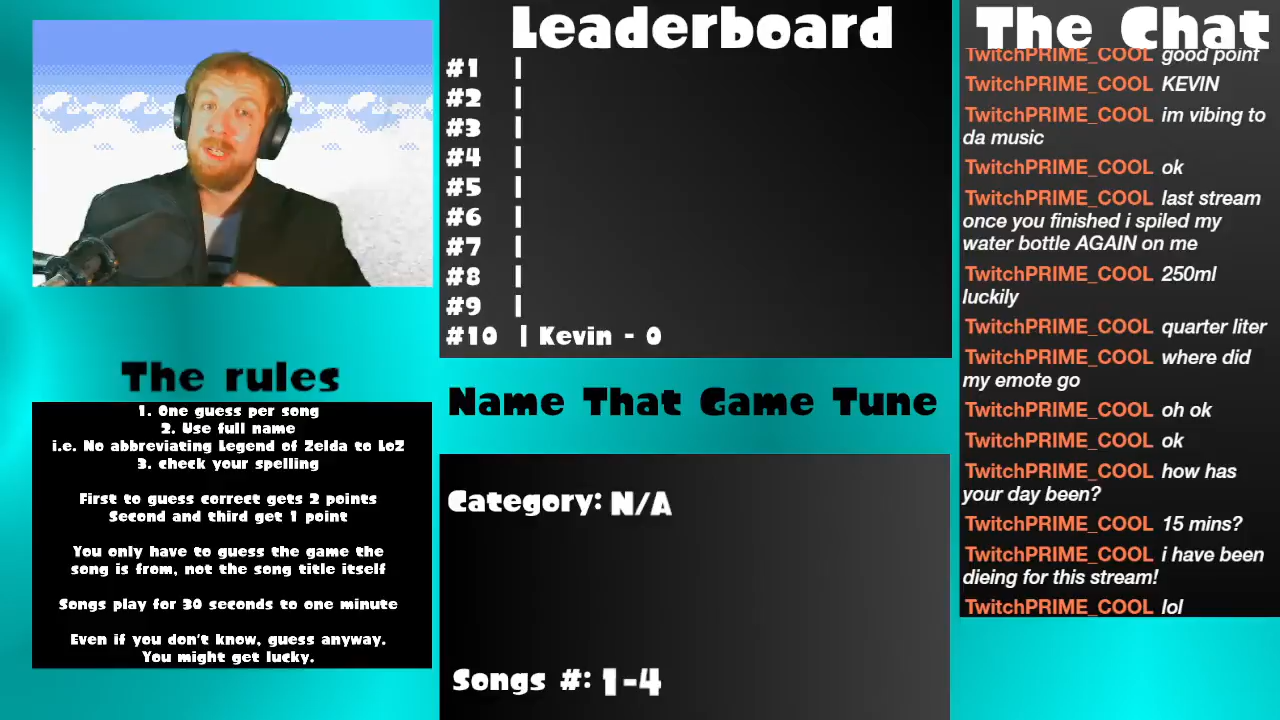 The rules
1. One guess per song
2. Use full name
i.e. No abbreviating Legend of Zelda to LoZ
3. check your spelling
First to guess correct gets 2 points
Second and third get 1 point
You only have to guess the game the
song is from, not the song title itself
Songs play for 30 seconds to one minute
Even if you don't know, guess anyway.
You might get lucky.
Leaderboard
#1 |
#2 |
#3 |
#4 |
#5 |
#6 |
#7 |
#8 |
#9 |
#10 | Kevin - 0
Name That Game Tune
Category: N/A
Songs #: 1-4
The Chat
TwitchPRIME_COOL good point
TwitchPRIME_COOL KEVIN
TwitchPRIME_COOL im vibing to
da music
TwitchPRIME_COOL ok
TwitchPRIME_COOL last stream
once you finished i spiled my
water bottle AGAIN on me
TwitchPRIME_COOL 250ml
luckily
TwitchPRIME_COOL quarter liter
TwitchPRIME_COOL where did
my emote go
TwitchPRIME_COOL oh ok
TwitchPRIME_COOL ok
TwitchPRIME_COOL how has
your day been?
TwitchPRIME_COOL 15 mins?
TwitchPRIME_COOL i have been
dieing for this stream!
TwitchPRIME_COOL lol